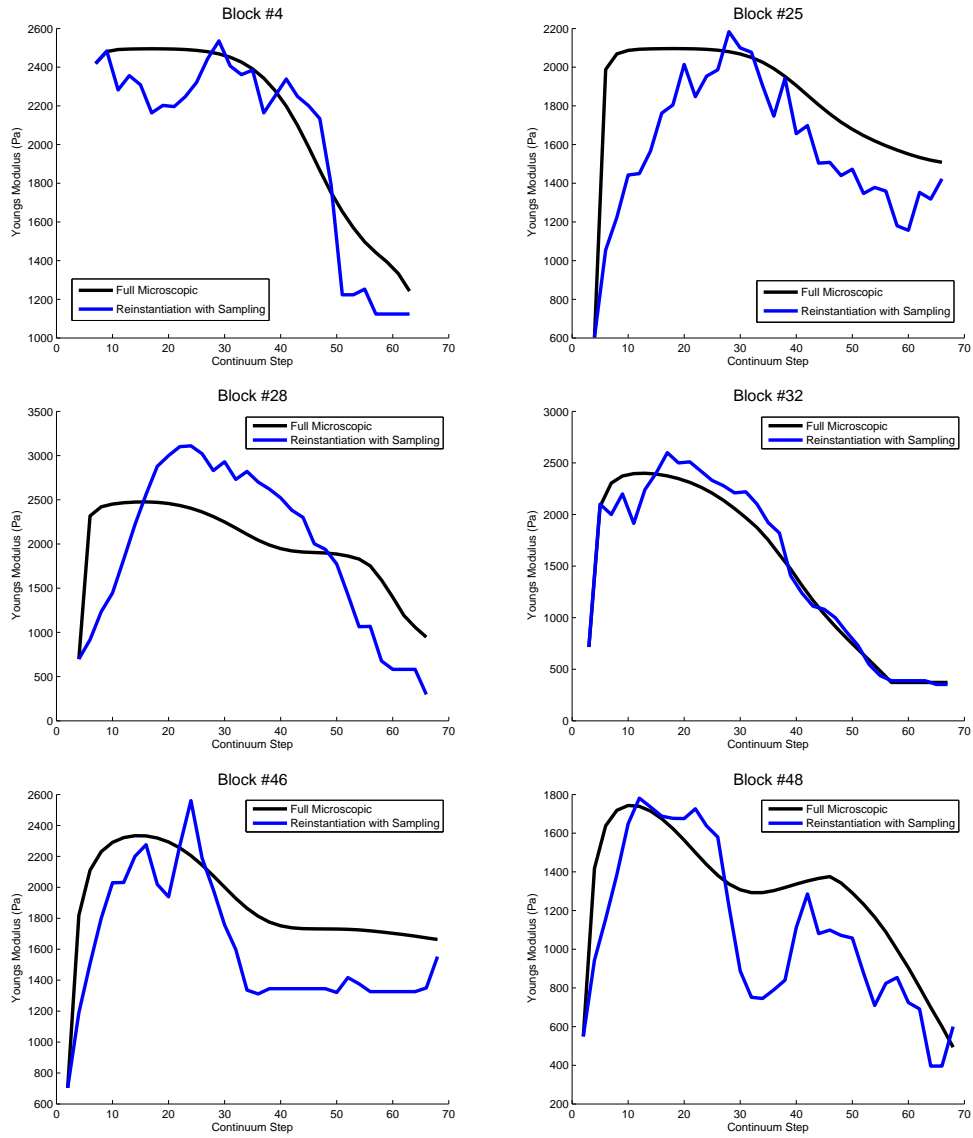 Block #4
2600
2400
2200
2000
1800
1600
1400
1200
1000
Youngs Modulus (Pa)
Full Microscopic
Reinstantiation with Sampling
0 10 20 30 40 50 60 70
Continuum Step
Block #25
2200
2000
1800
1600
1400
1200
1000
800
600
Youngs Modulus (Pa)
Full Microscopic
Reinstantiation with Sampling
0 10 20 30 40 50 60 70
Continuum Step
Block #28
3500
3000
2500
2000
1500
1000
500
0
Youngs Modulus (Pa)
Full Microscopic
Reinstantiation with Sampling
0 10 20 30 40 50 60 70
Continuum Step
Block #32
3000
2500
2000
1500
1000
500
0
Youngs Modulus (Pa)
Full Microscopic
Reinstantiation with Sampling
0 10 20 30 40 50 60 70
Continuum Step
Block #46
2600
2400
2200
2000
1800
1600
1400
1200
1000
800
600
Youngs Modulus (Pa)
Full Microscopic
Reinstantiation with Sampling
0 10 20 30 40 50 60 70
Continuum Step
Block #48
1800
1600
1400
1200
1000
800
600
400
200
Youngs Modulus (Pa)
Full Microscopic
Reinstantiation with Sampling
0 10 20 30 40 50 60 70
Continuum Step